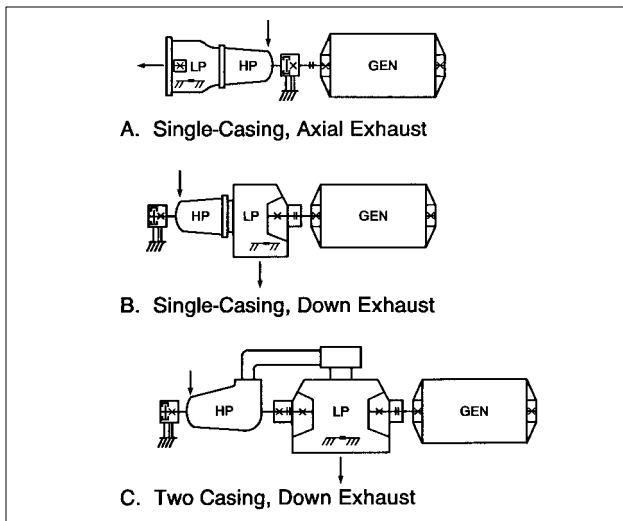 LP HP GEN
A. Single-Casing, Axial Exhaust
HP LP GEN
B. Single-Casing, Down Exhaust
HP LP GEN
C. Two Casing, Down Exhaust